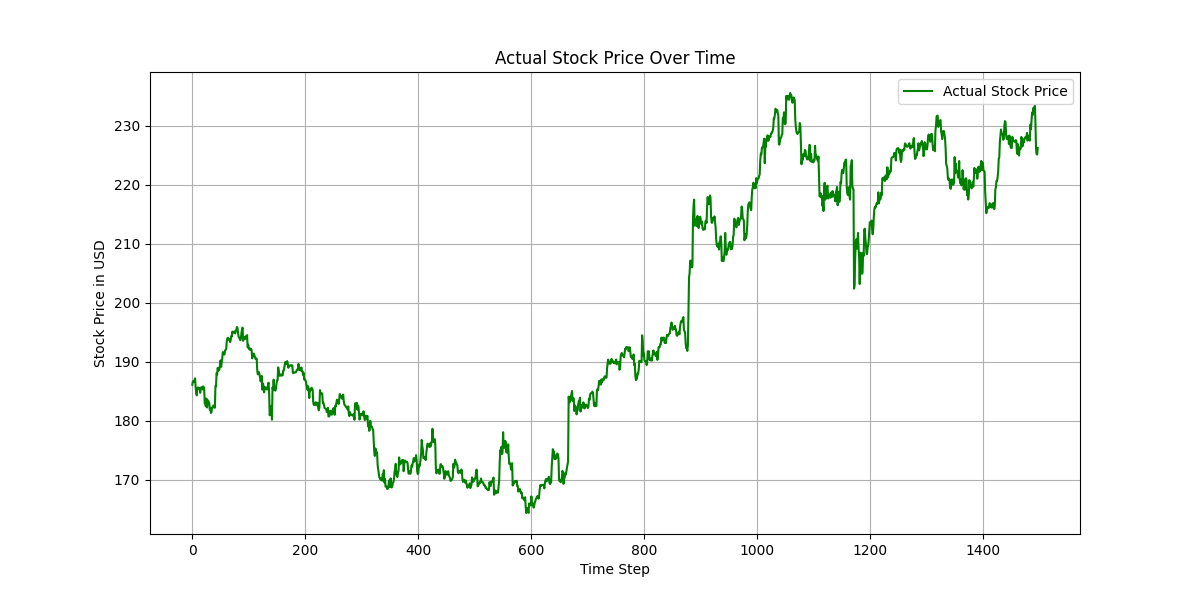 Actual Stock Price Over Time
Actual Stock Price
Stock Price in USD
230
220
210
200
190
180
170
0 200 400 600 800 1000 1200 1400
Time Step